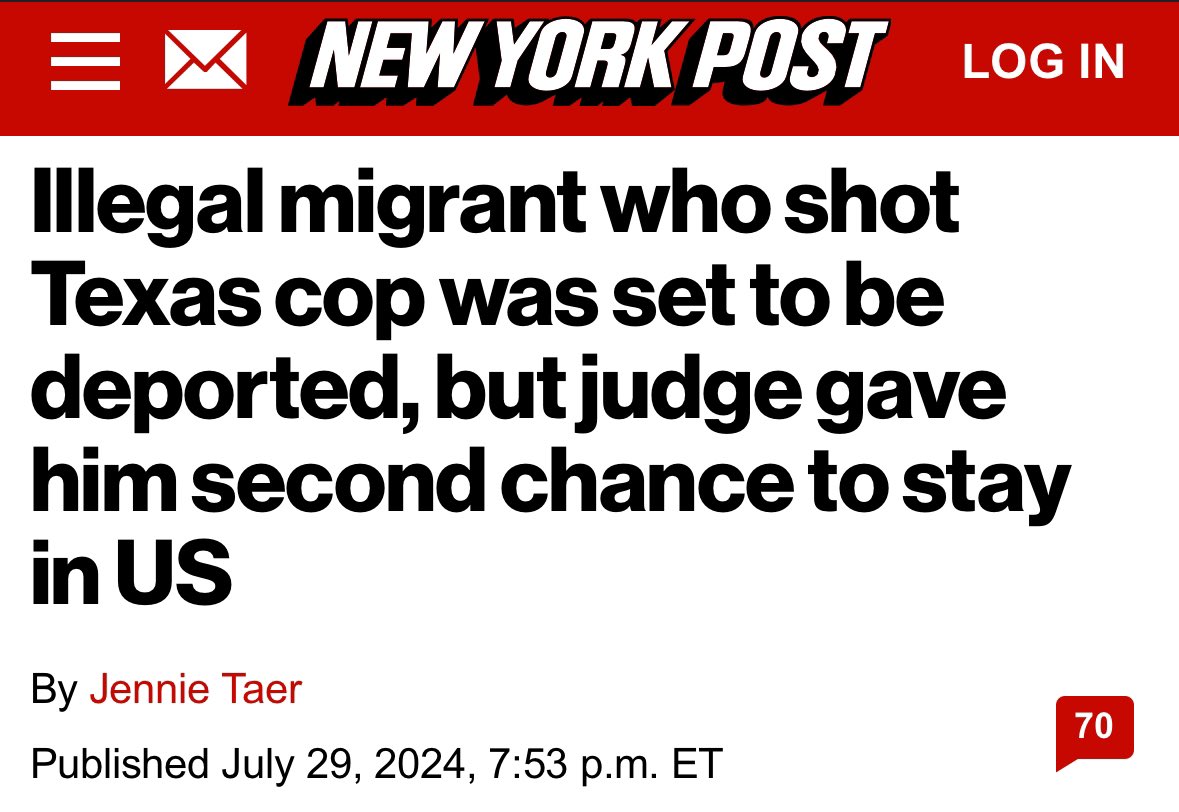 NEW YORK POST
LOG IN
Illegal migrant who shot
Texas cop was set to be
deported, but judge gave
him second chance to stay
in US
By Jennie Taer
70
Published July 29, 2024, 7:53 p.m. ET